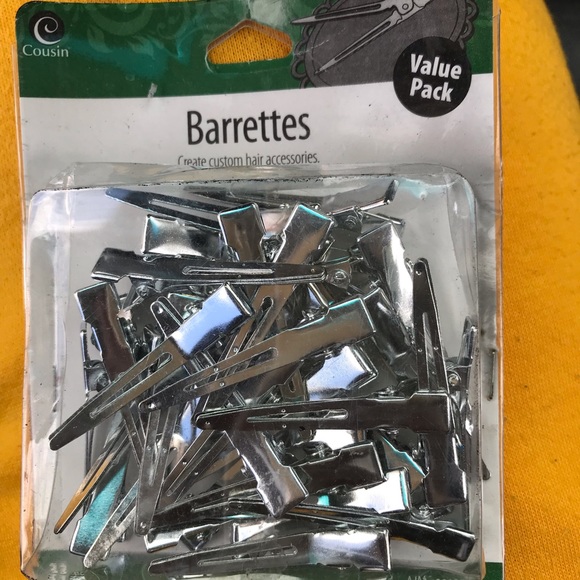 Cousin
Value
Pack
Barrettes
Create custom hair accessories.